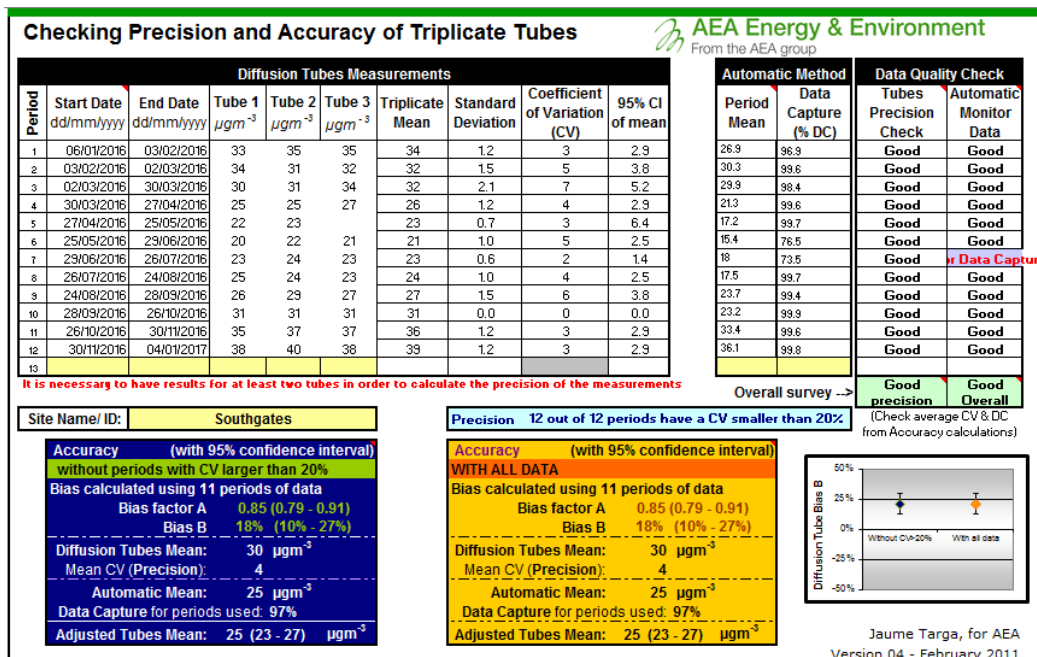 Checking Precision and Accuracy of Triplicate Tubes
AEA Energy & Environment
From the AEA group
Diffusion Tubes Measurements
Automatic Method
Data Quality Check
Period Start Date dd/mm/yyyy End Date dd/mm/yyyy Tube 1 µgm-3 Tube 2 µgm-3 Tube 3 µgm-3 Triplicate Mean Standard Deviation Coefficient of Variation (CV) 95% CI of mean Period Mean Data Capture (% DC) Tubes Precision Check Automatic Monitor Data
1 06/01/2016 03/02/2016 33 35 35 34 1.2 3 2.9 26.9 96.9 Good Good
2 03/02/2016 02/03/2016 34 31 32 32 1.5 5 3.8 30.3 99.6 Good Good
3 02/03/2016 30/03/2016 30 31 34 32 2.1 7 5.2 29.9 98.4 Good Good
4 30/03/2016 27/04/2016 25 25 27 26 1.2 4 2.9 21.3 99.6 Good Good
5 27/04/2016 25/05/2016 22 23 23 0.7 3 6.4 17.2 99.7 Good Good
6 25/05/2016 29/06/2016 20 22 21 21 1.0 5 2.5 15.4 76.5 Good Good
7 29/06/2016 26/07/2016 23 24 23 23 0.6 2 1.4 18 73.5 Good r Data Captur
8 26/07/2016 24/08/2016 25 24 23 24 1.0 4 2.5 17.5 99.7 Good Good
9 24/08/2016 28/09/2016 26 29 27 27 1.5 6 3.8 23.7 99.4 Good Good
10 28/09/2016 26/10/2016 31 31 31 31 0.0 0 0.0 23.2 99.9 Good Good
11 26/10/2016 30/11/2016 35 37 37 36 1.2 3 2.9 33.4 99.6 Good Good
12 30/11/2016 04/01/2017 38 40 38 39 1.2 3 2.9 36.1 99.8 Good Good
13
It is necessary to have results for at least two tubes in order to calculate the precision of the measurements
Overall survey --> Good precision Good Overall
Site Name/ ID: Southgates
Precision 12 out of 12 periods have a CV smaller than 20%
(Check average CV & DC
from Accuracy calculations)
Accuracy (with 95% confidence interval)
without periods with CV larger than 20%
Bias calculated using 11 periods of data
Bias factor A 0.85 (0.79 - 0.91)
Bias B 18% (10% - 27%)
Diffusion Tubes Mean: 30 µgm-3
Mean CV (Precision): 4
Automatic Mean: 25 µgm-3
Data Capture for periods used: 97%
Adjusted Tubes Mean: 25 (23 - 27) µgm-3
Accuracy (with 95% confidence interval)
WITH ALL DATA
Bias calculated using 11 periods of data
Bias factor A 0.85 (0.79 - 0.91)
Bias B 18% (10% - 27%)
Diffusion Tubes Mean: 30 µgm-3
Mean CV (Precision): 4
Automatic Mean: 25 µgm-3
Data Capture for periods used: 97%
Adjusted Tubes Mean: 25 (23 - 27) µgm-3
Diffusion Tube Bias B
50%
25%
0%
-25%
-50%
Without CV>20% With all data
Jaume Targa, for AEA
Version 04 - February 2011